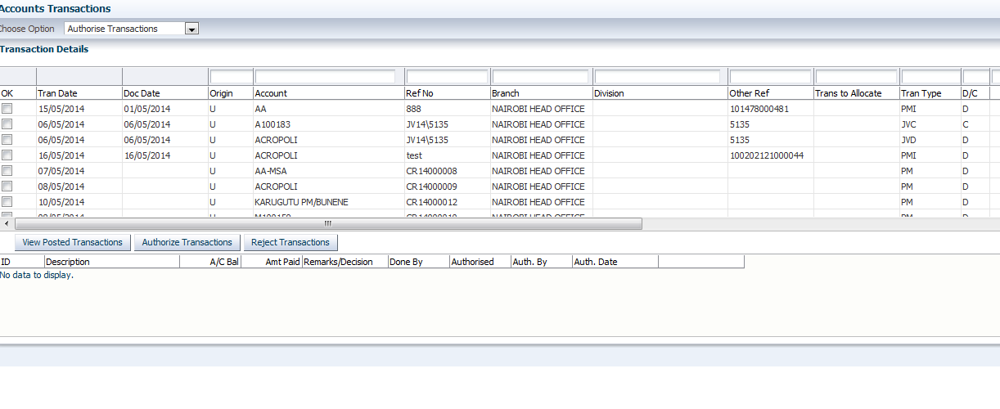 Accounts Transactions
Choose Option Authorise Transactions
Transaction Details
OK Tran Date Doc Date Origin Account Ref No Branch Division Other Ref Trans to Allocate Tran Type D/C
15/05/2014 01/05/2014 U AA 888 NAIROBI HEAD OFFICE 101478000481 PMI D
06/05/2014 06/05/2014 U A100183 JV14\5135 NAIROBI HEAD OFFICE 5135 JVC C
06/05/2014 06/05/2014 U ACROPOLI JV14\5135 NAIROBI HEAD OFFICE 5135 JVD D
16/05/2014 16/05/2014 U ACROPOLI test NAIROBI HEAD OFFICE 100202121000044 PMI D
07/05/2014 U AA-MSA CR14000008 NAIROBI HEAD OFFICE PM D
08/05/2014 U ACROPOLI CR14000009 NAIROBI HEAD OFFICE PM D
10/05/2014 U KARUGUTU PM/BUNENE CR14000012 NAIROBI HEAD OFFICE PM D
U NAIROBI HEAD OFFICE PM D
View Posted Transactions Authorize Transactions Reject Transactions
ID Description A/C Bal Amt Paid Remarks/Decision Done By Authorised Auth. By Auth. Date
No data to display.